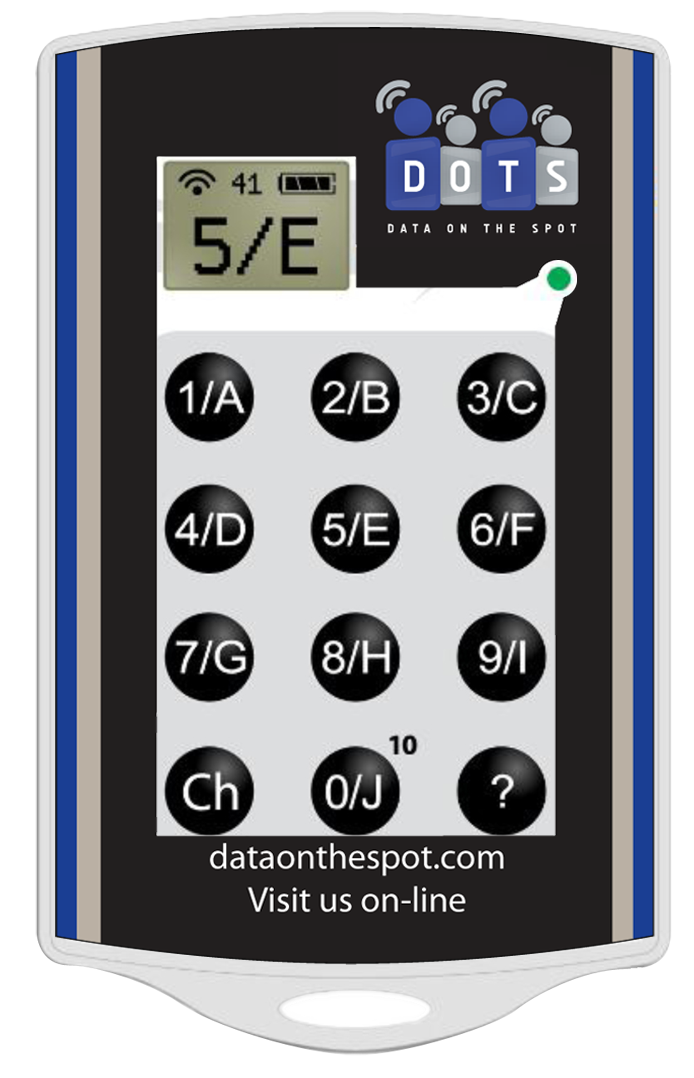 D O T S
DATA ON THE SPOT
41
5/E
1/A 2/B 3/C
4/D 5/E 6/F
7/G 8/H 9/I
10
Ch 0/J ?
dataonthespot.com
Visit us on-line